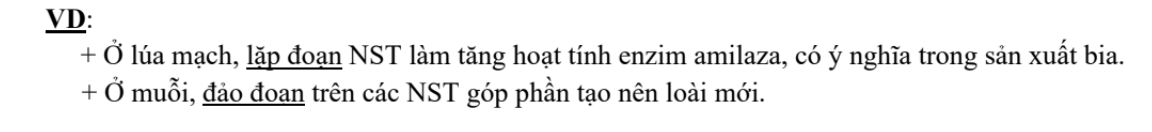 VD:
+ Ở lúa mạch, lặp đoạn NST làm tăng hoạt tính enzim amilaza, có ý nghĩa trong sản xuất bia.
+ Ở muỗi, đảo đoạn trên các NST góp phần tạo nên loài mới.